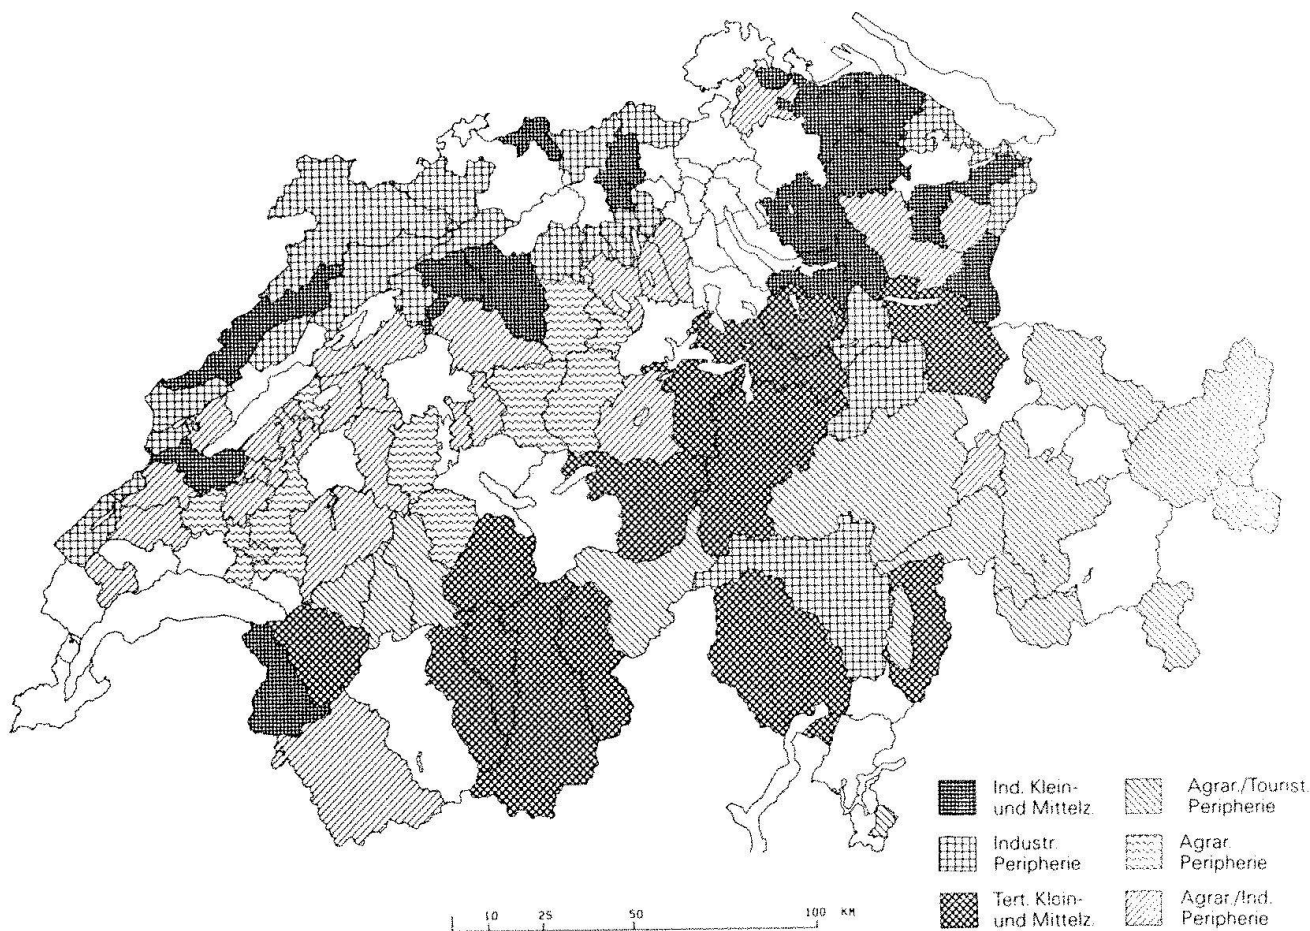 Ind. Klein-
und Mittelz.
Industr.
Peripherie
Tert. Klein-
und Mittelz.
Agrar./Tourist.
Peripherie
Agrar.
Peripherie
Agrar./Ind.
Peripherie
10 25 50 100 KM